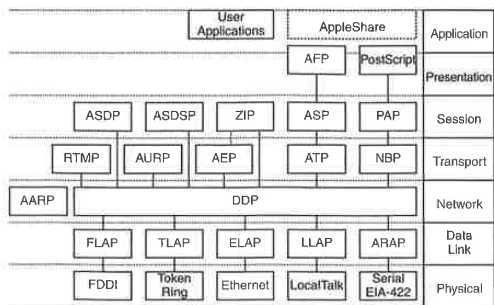 User
Applications
AppleShare
Application
AFP
PostScript
Presentation
ASDP
ASDSP
ZIP
ASP
PAP
Session
RTMP
AURP
AEP
ATP
NBP
Transport
AARP
DDP
Network
FLAP
TLAP
ELAP
LLAP
ARAP
Data
Link
FDDI
Token
Ring
Ethernet
LocalTalk
Serial
EIA-422
Physical